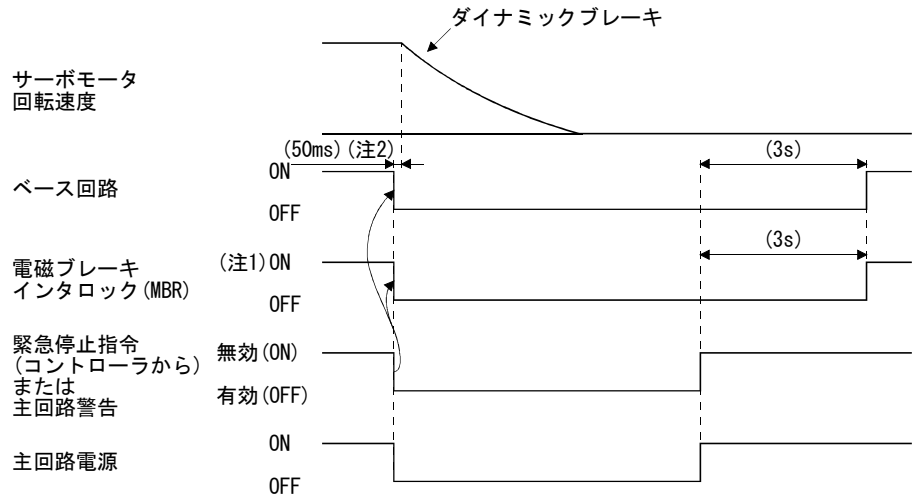 ダイナミックブレーキ
サーボモータ
回転速度
(50ms)(注2)
(3s)
ON
ベース回路
OFF
(3s)
電磁ブレーキ
インタロック(MBR)
(注1)ON
OFF
緊急停止指令
(コントローラから)
または
主回路警告
無効(ON)
有効(OFF)
ON
主回路電源
OFF